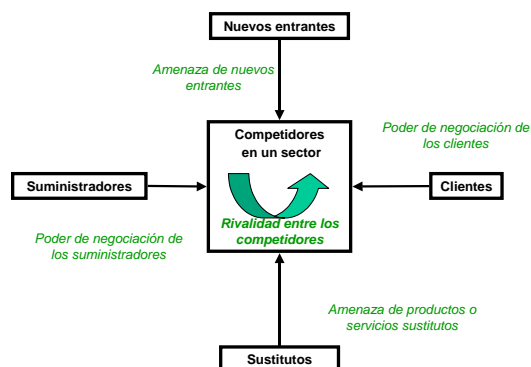 Nuevos entrantes
Amenaza de nuevos
entrantes
Competidores
en un sector
Poder de negociación de
los clientes
Suministradores
Clientes
Rivalidad entre los
competidores
Poder de negociación de
los suministradores
Amenaza de productos o
servicios sustitutos
Sustitutos